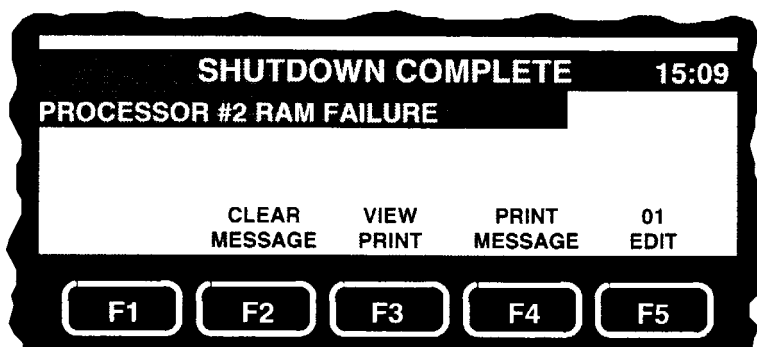 SHUTDOWN COMPLETE 15:09
PROCESSOR #2 RAM FAILURE
CLEAR VIEW PRINT 01
MESSAGE PRINT MESSAGE EDIT
F1 F2 F3 F4 F5